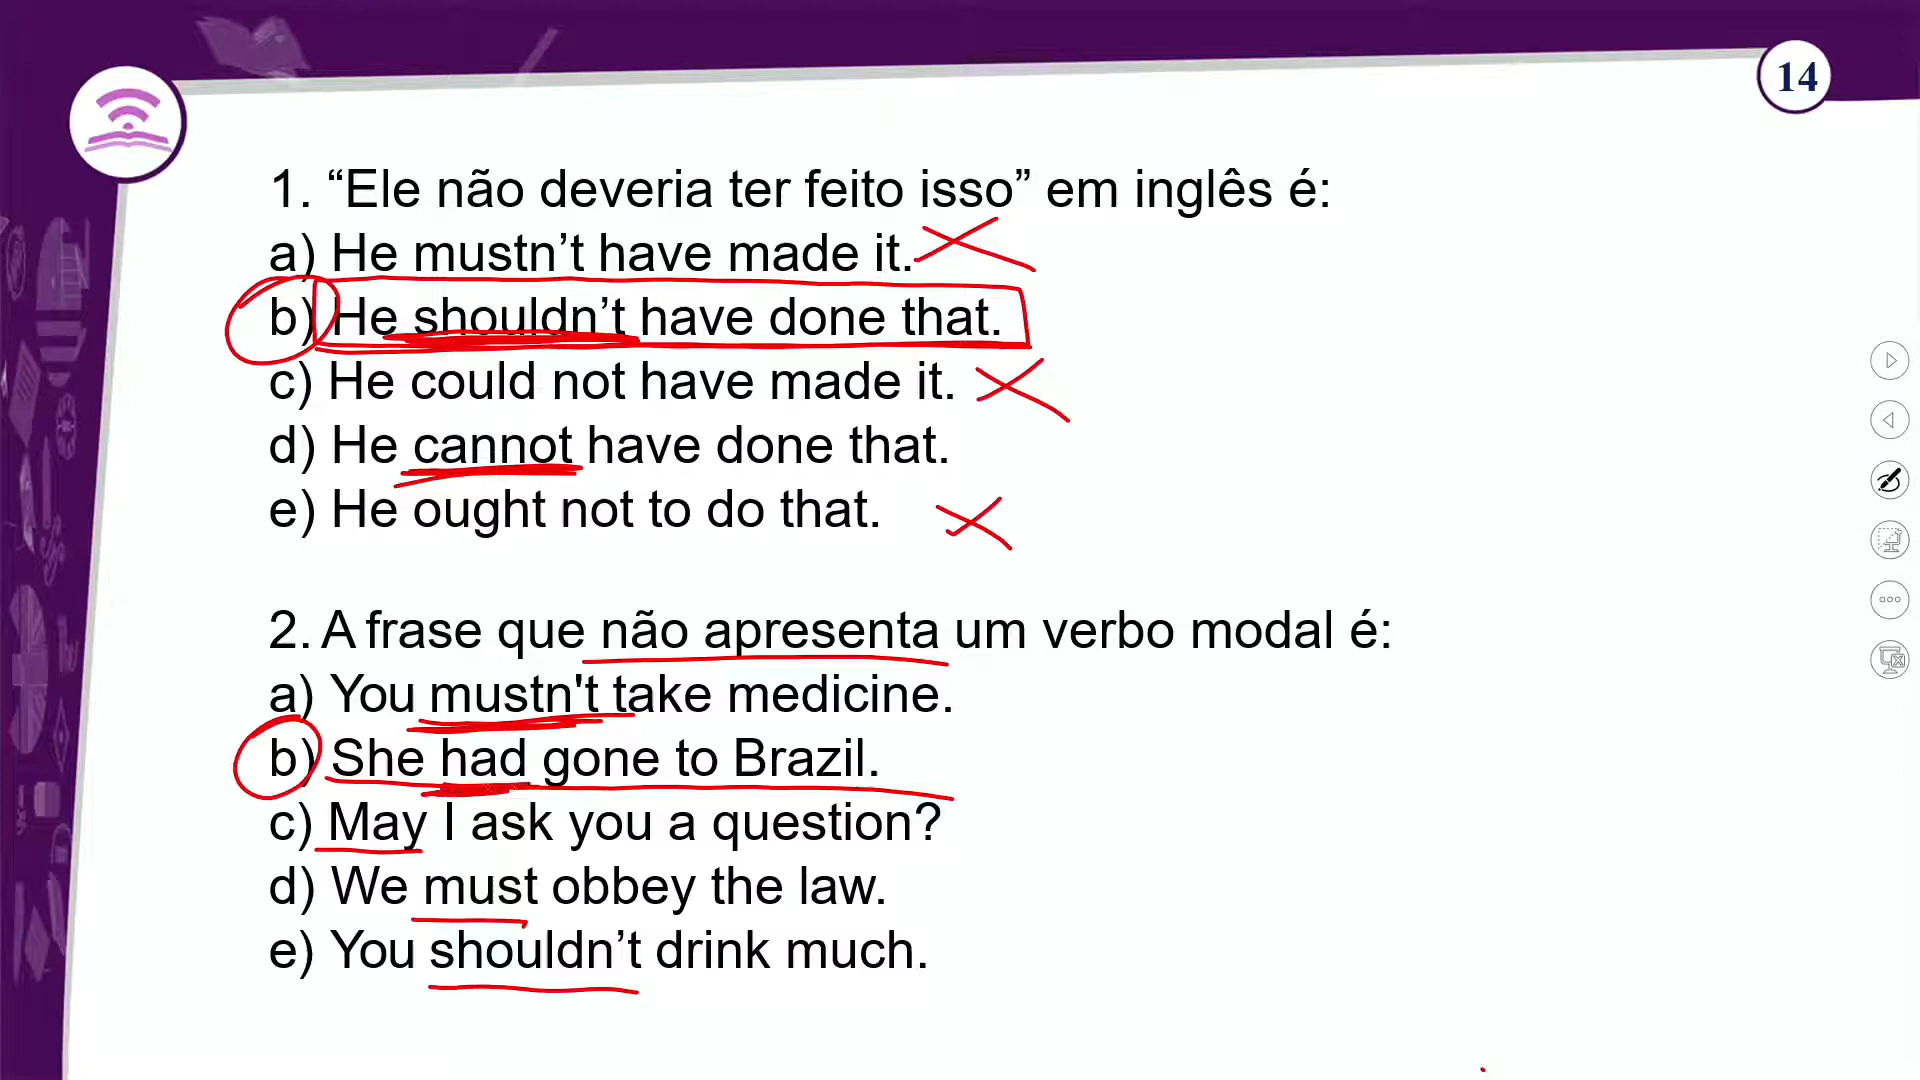 14
1. “Ele não deveria ter feito isso” em inglês é:
a) He mustn’t have made it.
b) He shouldn’t have done that.
c) He could not have made it.
d) He cannot have done that.
e) He ought not to do that.
2. A frase que não apresenta um verbo modal é:
a) You mustn't take medicine.
b) She had gone to Brazil.
c) May I ask you a question?
d) We must obbey the law.
e) You shouldn’t drink much.